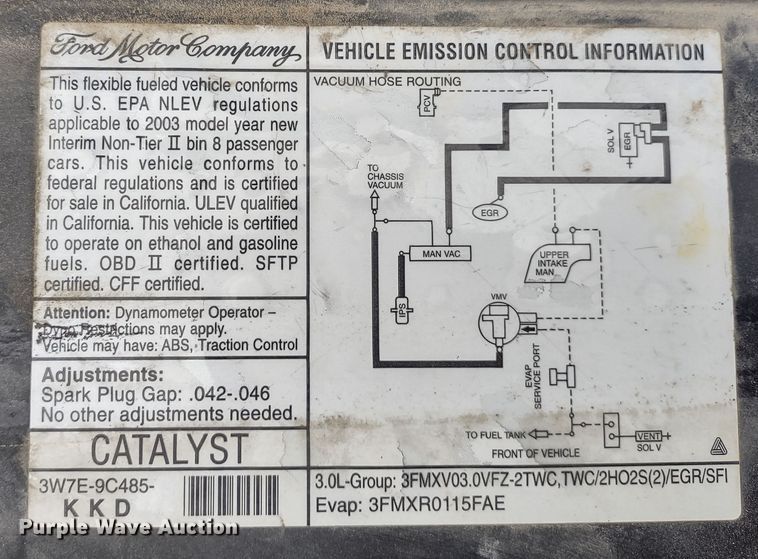 Ford Motor Company
This flexible fueled vehicle conforms
to U.S. EPA NLEV regulations
applicable to 2003 model year new
Interim Non-Tier II bin 8 passenger
cars. This vehicle conforms to
federal regulations and is certified
for sale in California. ULEV qualified
in California. This vehicle is certified
to operate on ethanol and gasoline
fuels. OBD II certified. SFTP
certified. CFF certified.
Attention: Dynamometer Operator –
Dyno Restrictions may apply.
Vehicle may have: ABS, Traction Control
Adjustments:
Spark Plug Gap: .042-.046
No other adjustments needed.
CATALYST
3W7E-9C485-
KKD
VEHICLE EMISSION CONTROL INFORMATION
VACUUM HOSE ROUTING
PCV
SOL V
EGR
TO
CHASSIS
VACUUM
EGR
MAN VAC
UPPER
INTAKE
MAN
IPS
VMV
EVAP
SERVICE PORT
TO FUEL TANK
FRONT OF VEHICLE
VENT
SOL V
3.0L-Group: 3FMXV03.0VFZ-2TWC,TWC/2HO2S(2)/EGR/SFI
Evap: 3FMXR0115FAE
Purple Wave Auction